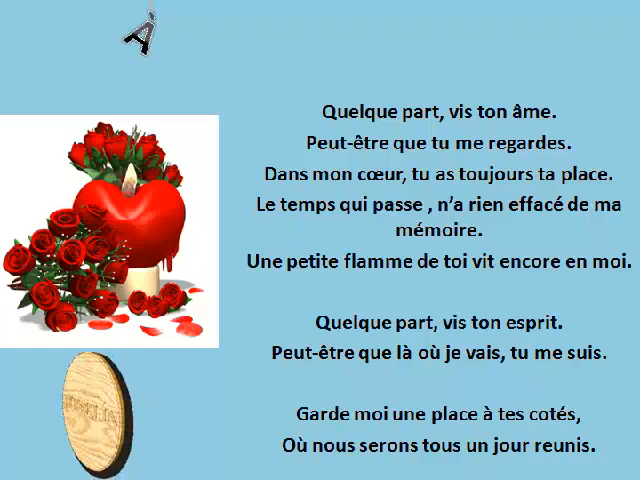 À
Quelque part, vis ton âme.
Peut-être que tu me regardes.
Dans mon cœur, tu as toujours ta place.
Le temps qui passe , n’a rien effacé de ma
mémoire.
Une petite flamme de toi vit encore en moi.
Quelque part, vis ton esprit.
Peut-être que là où je vais, tu me suis.
Garde moi une place à tes cotés,
Où nous serons tous un jour reunis.